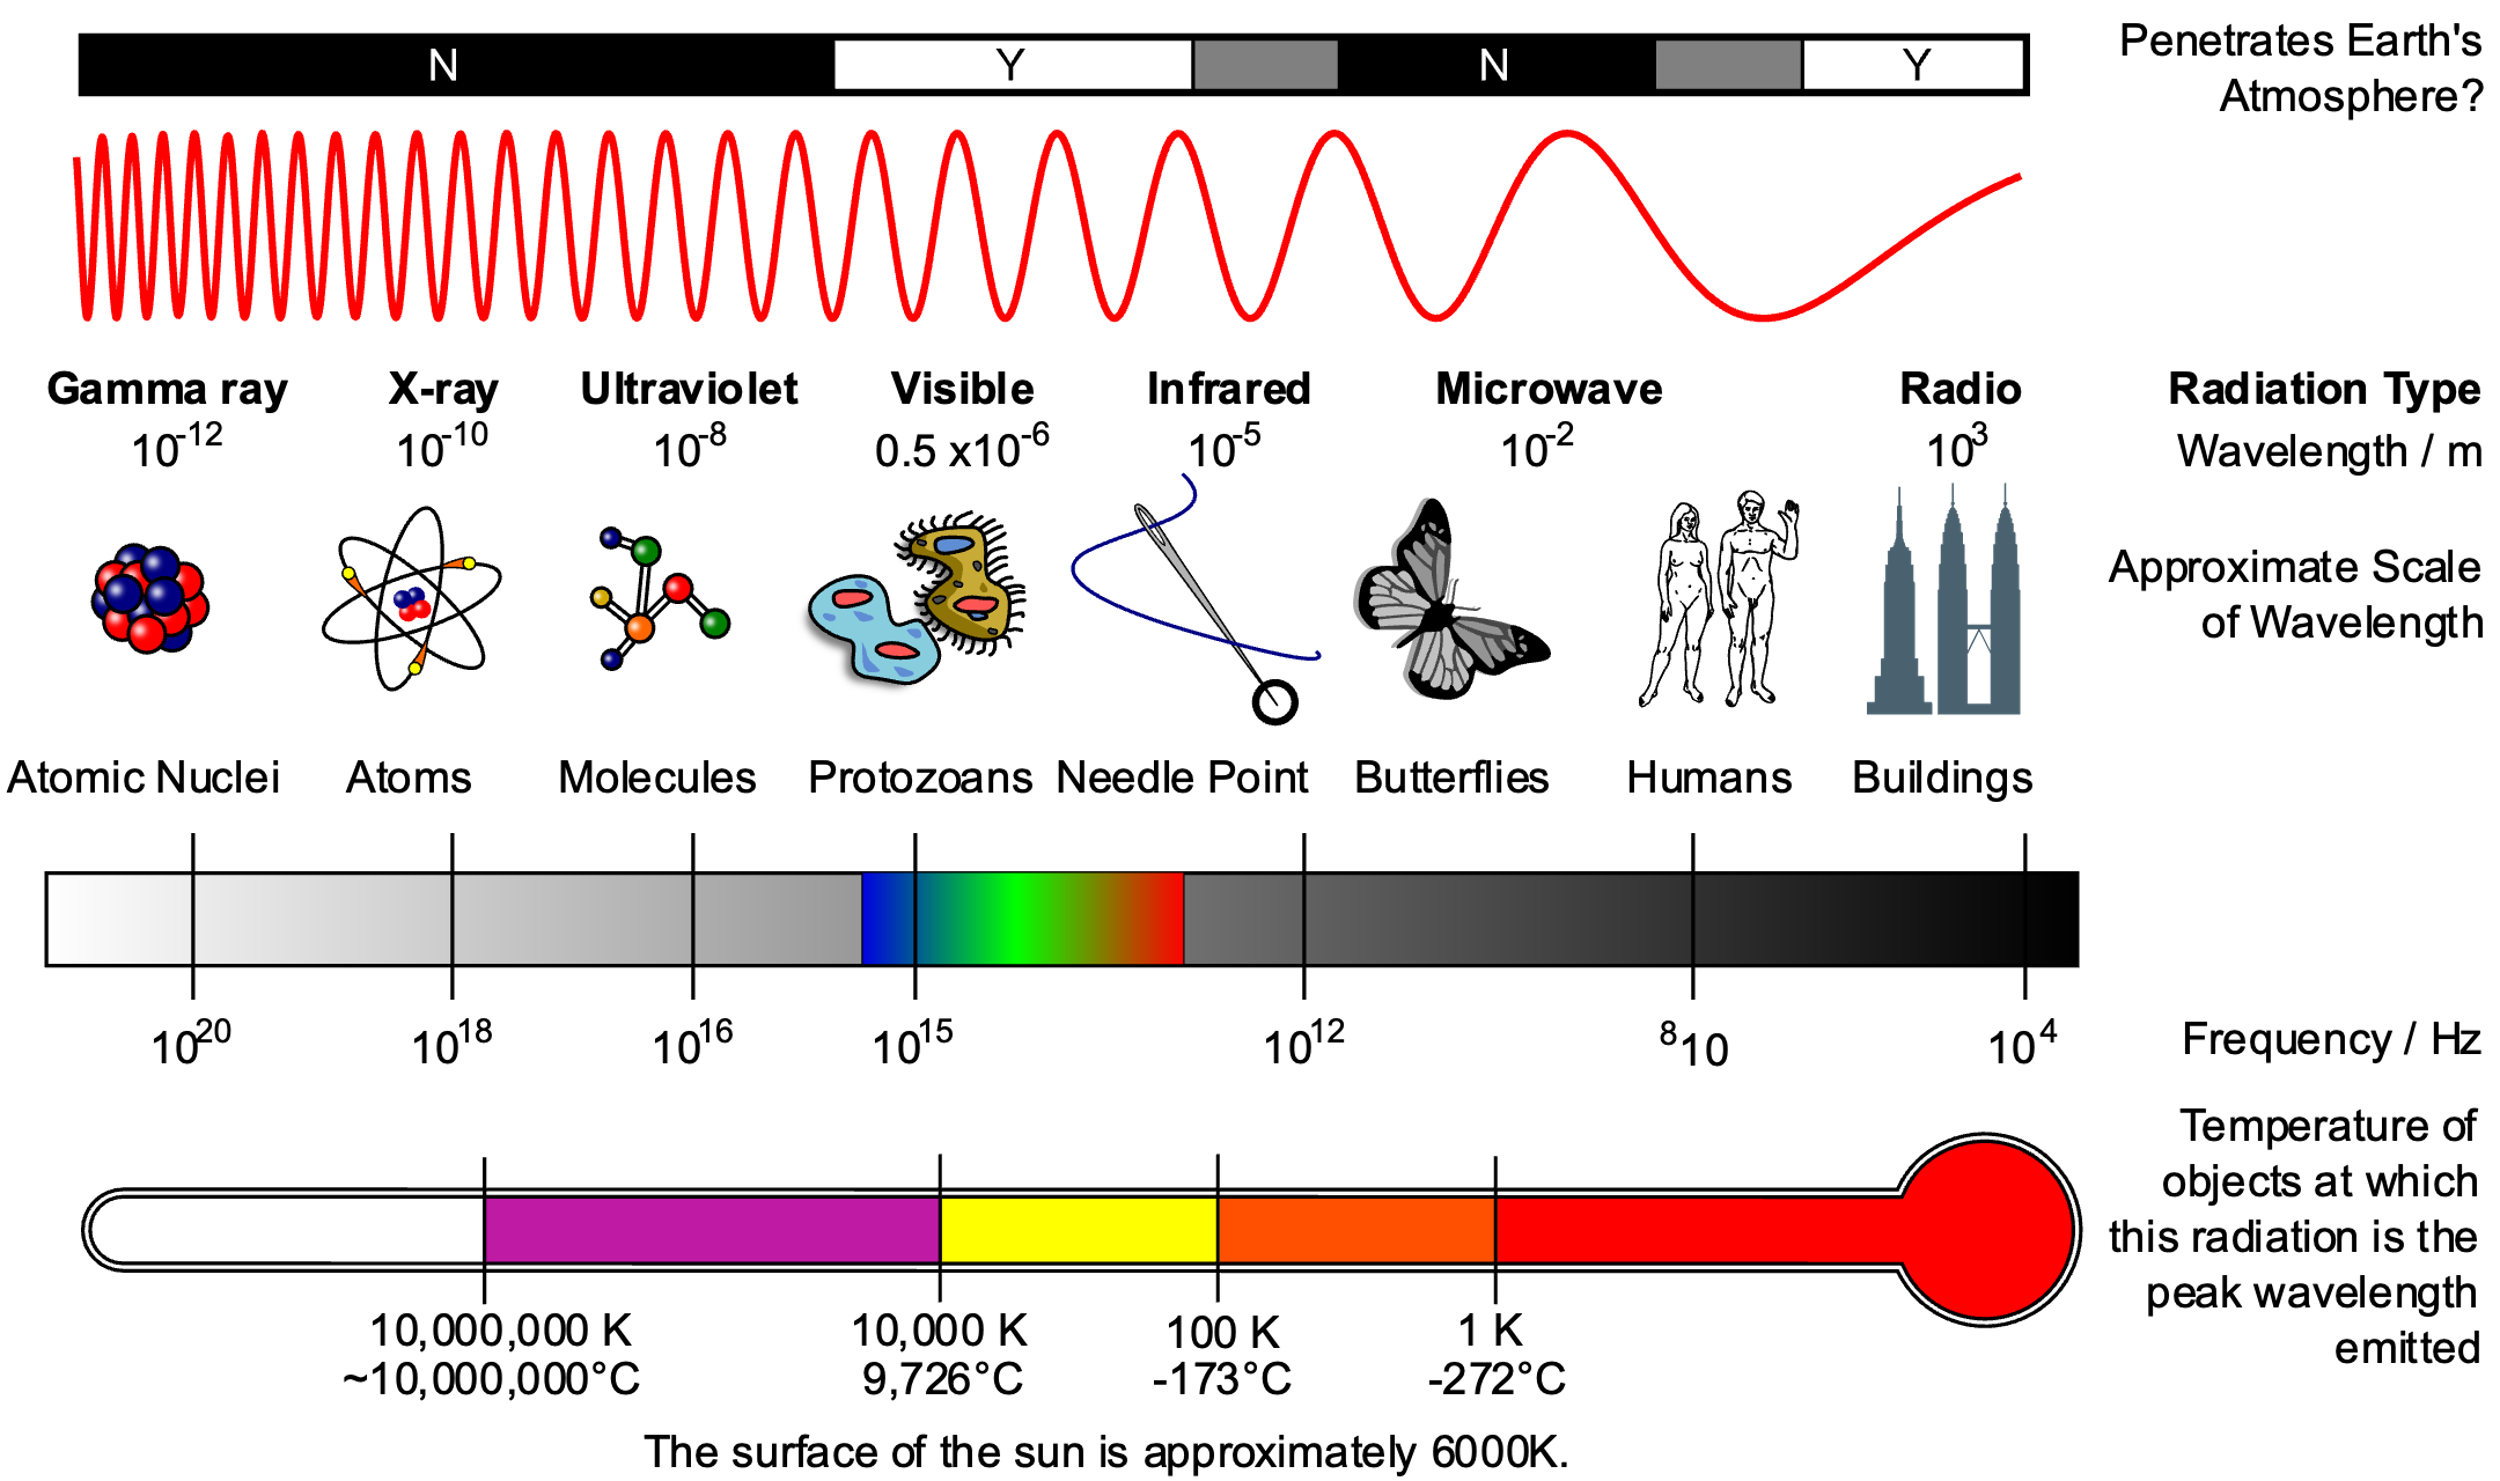 N Y N Y Penetrates Earth's
Atmosphere?
Gamma ray X-ray Ultraviolet Visible Infrared Microwave Radio Radiation Type
10-12 10-10 10-8 0.5 x10-6 10-5 10-2 103 Wavelength / m
Approximate Scale
of Wavelength
Atomic Nuclei Atoms Molecules Protozoans Needle Point Butterflies Humans Buildings
1020 1018 1016 1015 1012 810 104 Frequency / Hz
Temperature of
objects at which
this radiation is the
peak wavelength
emitted
10,000,000 K 10,000 K 100 K 1 K
~10,000,000°C 9,726°C -173°C -272°C
The surface of the sun is approximately 6000K.